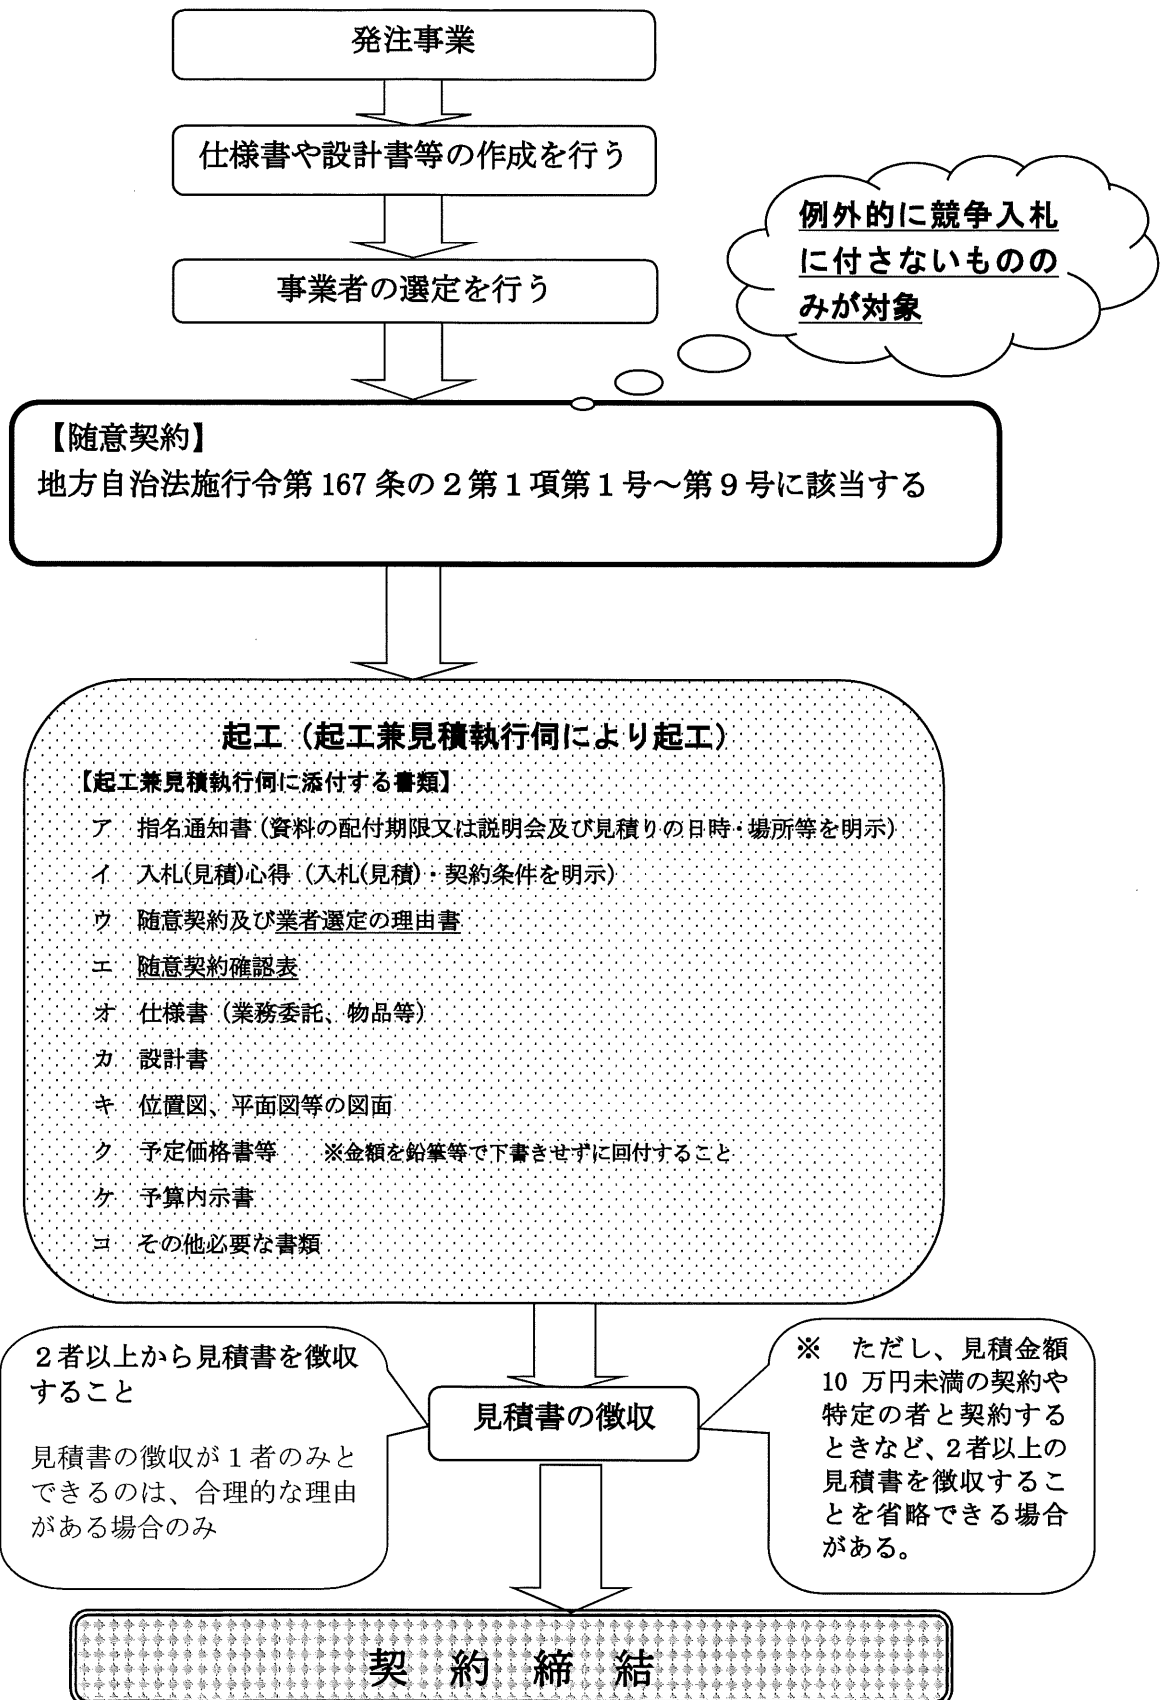 発注事業
仕様書や設計書等の作成を行う
事業者の選定を行う
例外的に競争入札
に付さないものの
みが対象
【随意契約】
地方自治法施行令第167条の2第1項第1号～第9号に該当する
起工（起工兼見積執行伺により起工）
【起工兼見積執行伺に添付する書類】
ア　指名通知書（資料の配付期限又は説明会及び見積りの日時・場所等を明示）
イ　入札(見積)心得（入札(見積)・契約条件を明示）
ウ　随意契約及び業者選定の理由書
エ　随意契約確認表
オ　仕様書（業務委託、物品等）
カ　設計書
キ　位置図、平面図等の図面
ク　予定価格書等　※金額を鉛筆等で下書きせずに回付すること
ケ　予算内示書
コ　その他必要な書類
２者以上から見積書を徴収
すること
見積書の徴収が１者のみと
できるのは、合理的な理由
がある場合のみ
見積書の徴収
※　ただし、見積金額
10 万円未満の契約や
特定の者と契約する
ときなど、２者以上の
見積書を徴収するこ
とを省略できる場合
がある。
契　約　締　結